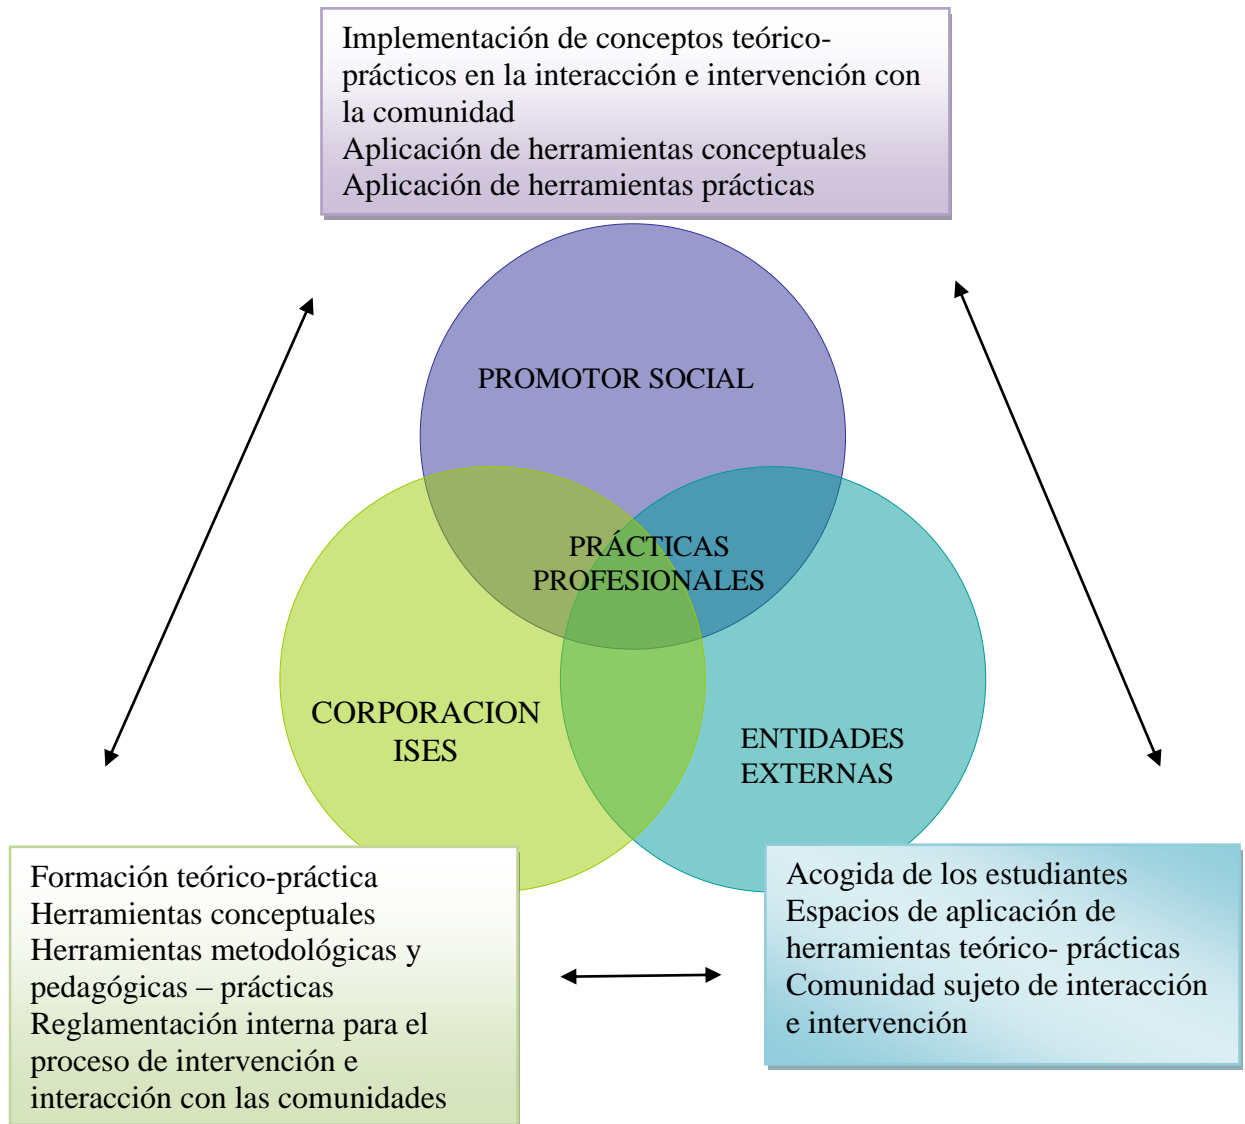 Implementación de conceptos teórico-
prácticos en la interacción e intervención con
la comunidad
Aplicación de herramientas conceptuales
Aplicación de herramientas prácticas
PROMOTOR SOCIAL
PRÁCTICAS
PROFESIONALES
CORPORACION
ISES
ENTIDADES
EXTERNAS
Formación teórico-práctica
Herramientas conceptuales
Herramientas metodológicas y
pedagógicas – prácticas
Reglamentación interna para el
proceso de intervención e
interacción con las comunidades
Acogida de los estudiantes
Espacios de aplicación de
herramientas teórico- prácticas
Comunidad sujeto de interacción
e intervención